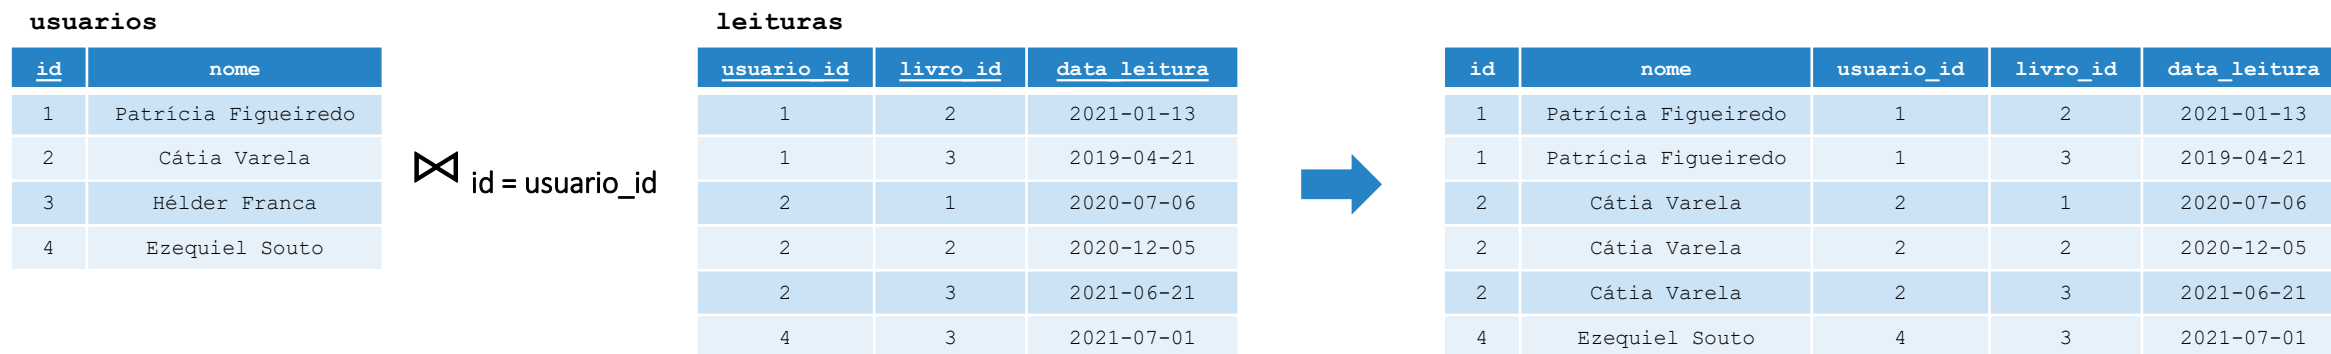 usuarios
id nome
1 Patrícia Figueiredo
2 Cátia Varela
3 Hélder Franca
4 Ezequiel Souto
⋈ id = usuario_id
leituras
usuario_id livro_id data_leitura
1 2 2021-01-13
1 3 2019-04-21
2 1 2020-07-06
2 2 2020-12-05
2 3 2021-06-21
4 3 2021-07-01
id nome usuario_id livro_id data_leitura
1 Patrícia Figueiredo 1 2 2021-01-13
1 Patrícia Figueiredo 1 3 2019-04-21
2 Cátia Varela 2 1 2020-07-06
2 Cátia Varela 2 2 2020-12-05
2 Cátia Varela 2 3 2021-06-21
4 Ezequiel Souto 4 3 2021-07-01